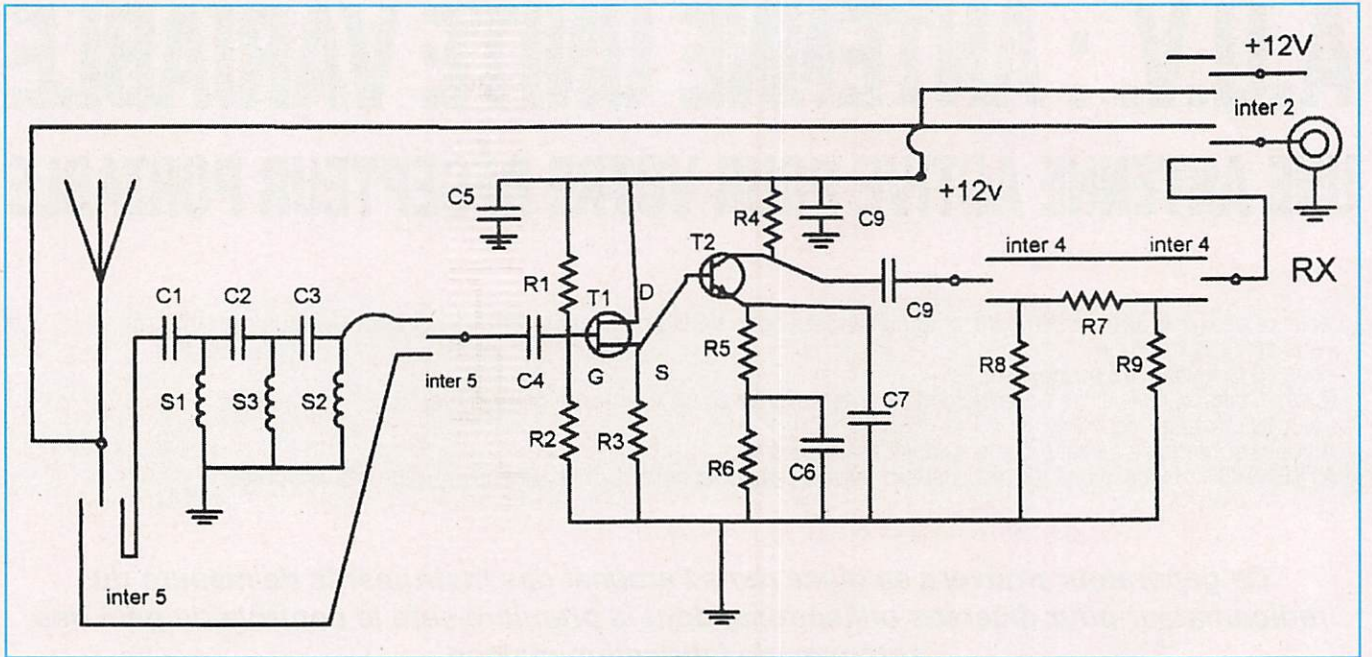 +12V
inter 2
C5
R4
C9
+12v
T2
inter 4
inter 4
RX
C1
C2
C3
R1
T1
D
C9
R7
S1
S3
S2
inter 5
C4
G
S
R5
R8
R9
R2
R3
C7
R6
C6
inter 5